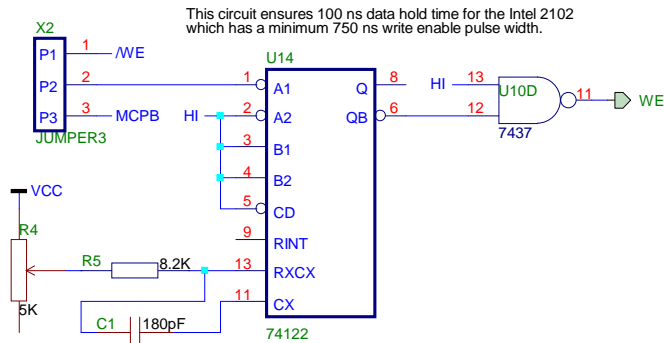 This circuit ensures 100 ns data hold time for the Intel 2102
which has a minimum 750 ns write enable pulse width.
X2
P1 1 /WE
P2 2
P3 3 MCPB
JUMPER3
U14
1 A1
HI 2 A2
3 B1
4 B2
5 CD
9 RINT
13 RXCX
11 CX
Q 8
QB 6
74122
HI 13
12
U10D
11 WE
7437
VCC
R4
5K
R5 8.2K
C1 180pF